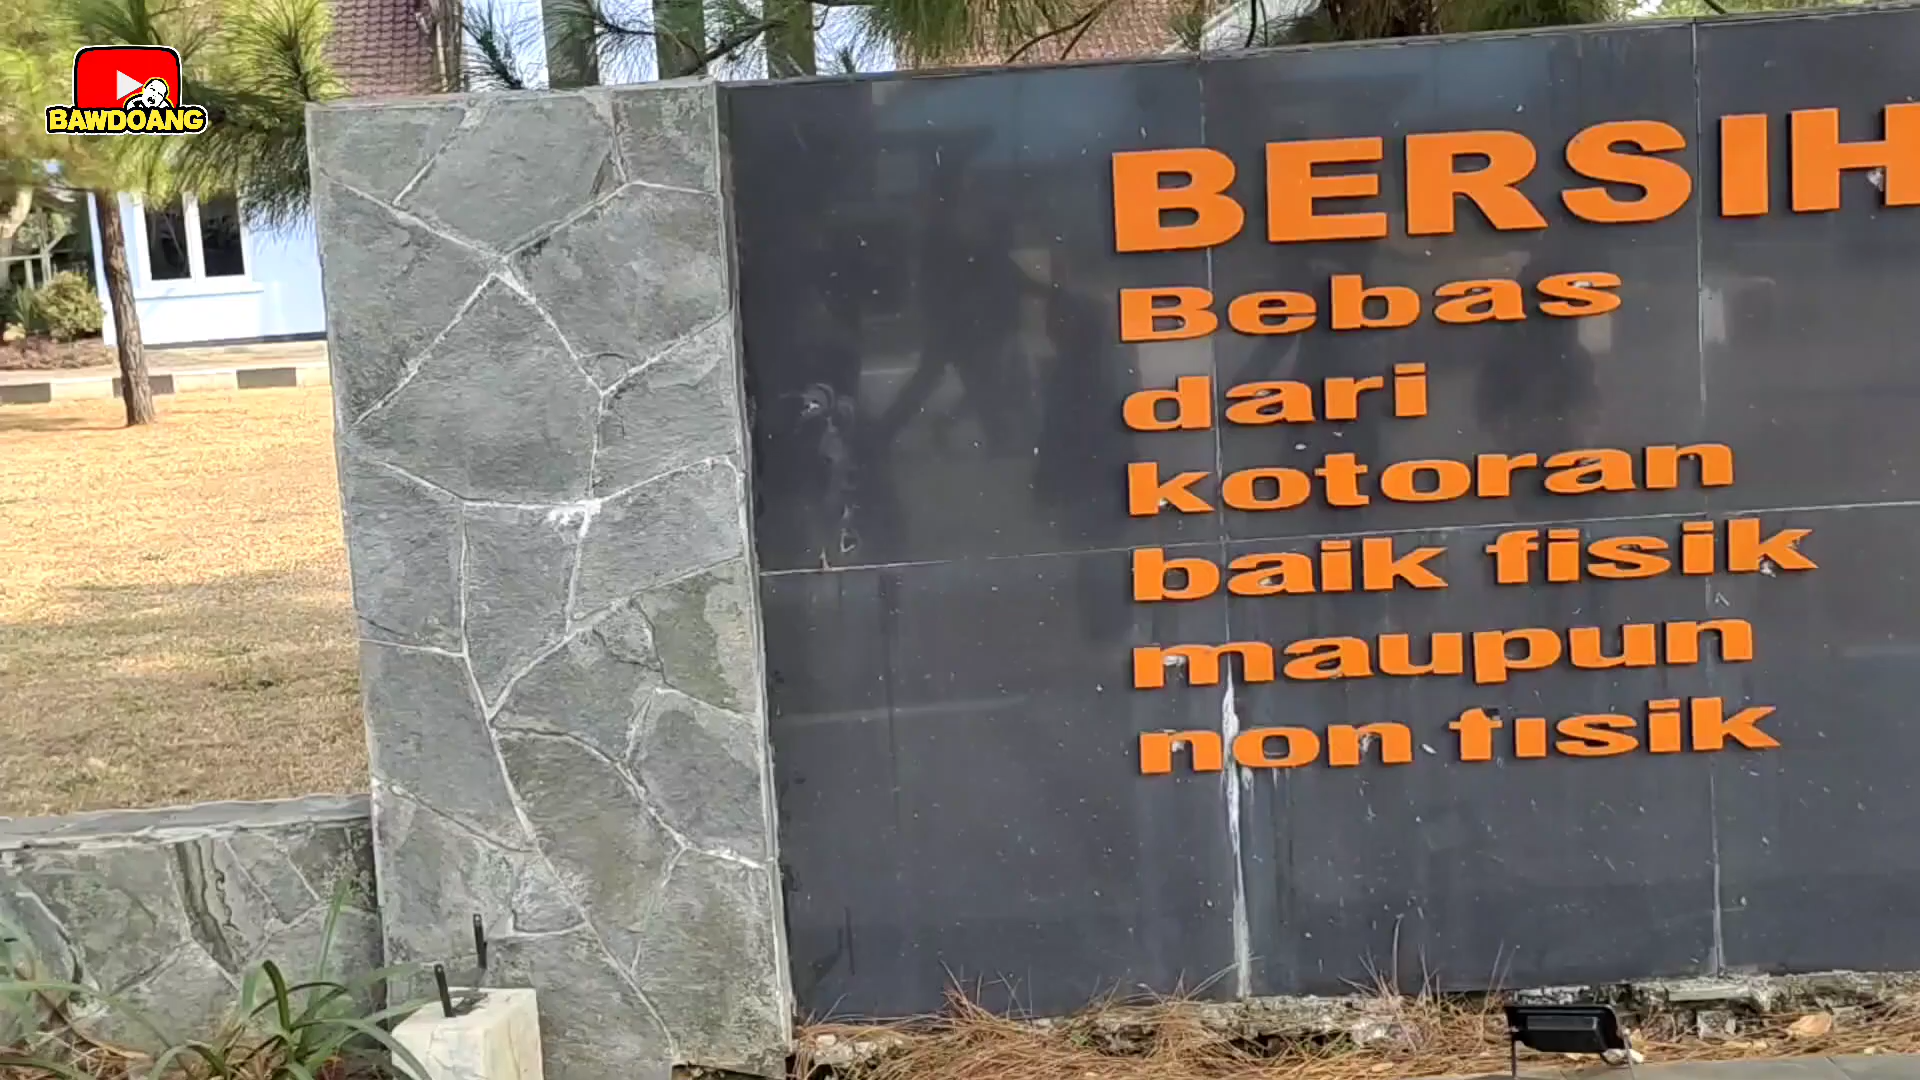 BAWDOANG
BERSIH
Bebas
dari
kotoran
baik fisik
maupun
non fisik